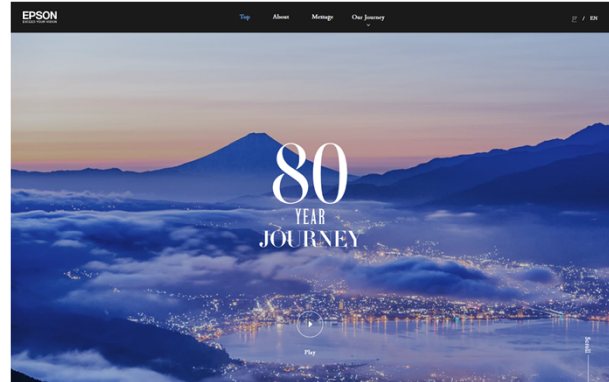 EPSON
EXCEED YOUR VISION
Top
About
Message
Our Journey
JP / EN
80
YEAR
JOURNEY
Play
Scroll